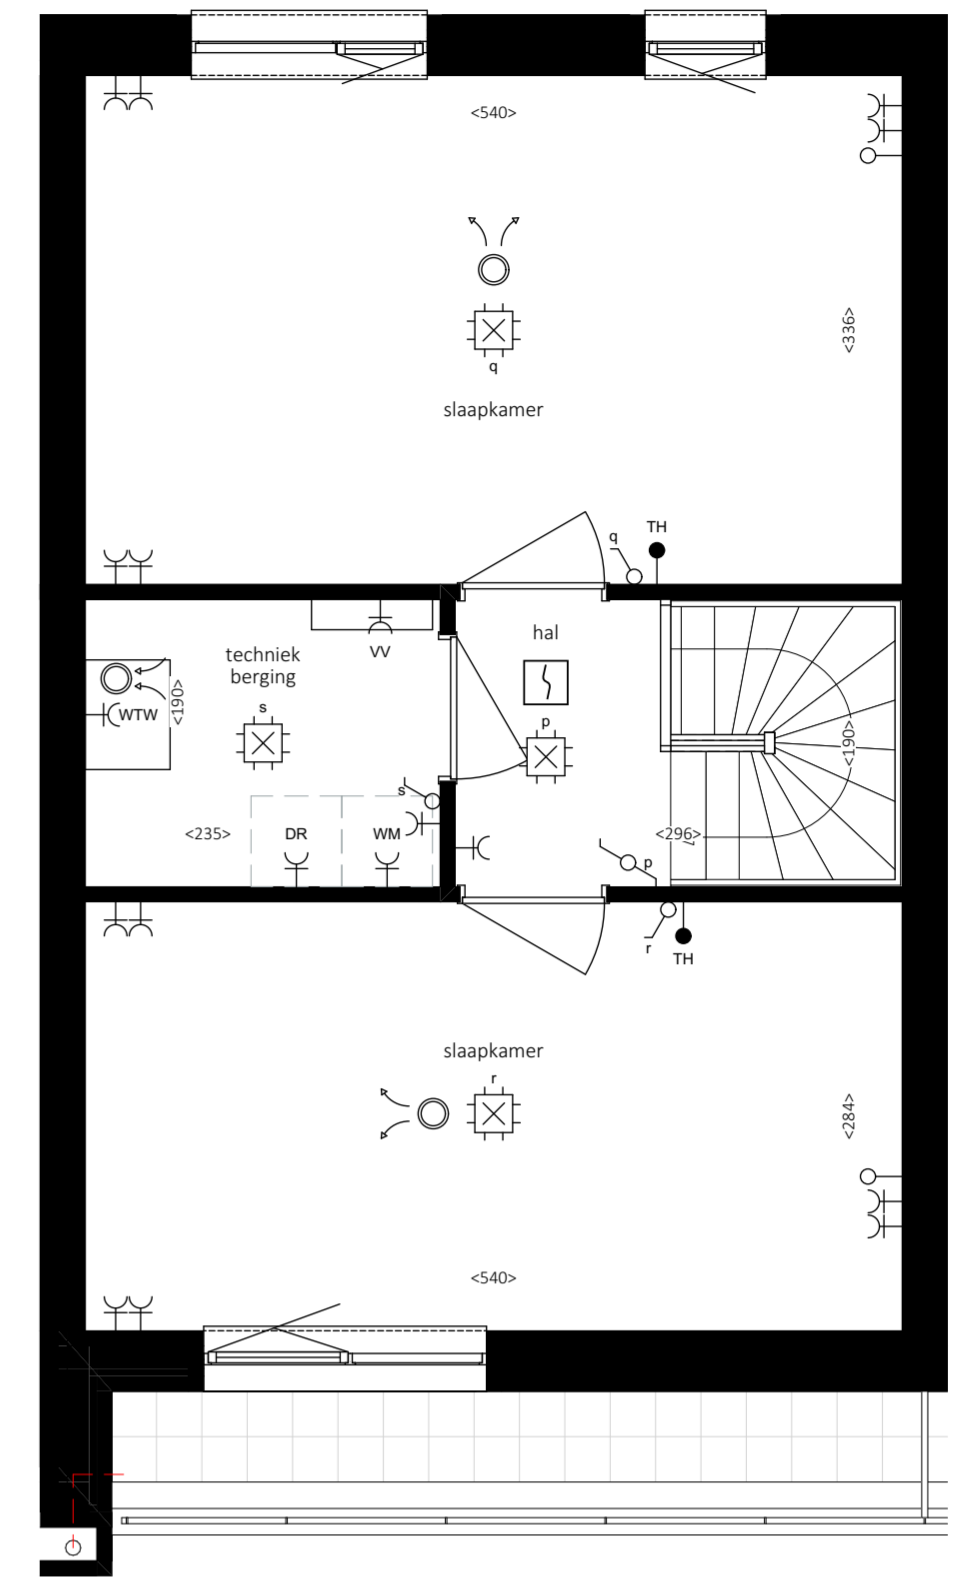 <540>
<336>
q
slaapkamer
q
TH
hal
techniek
berging
VV
WTW
<190>
s
p
<190>
s
<235>
DR
WM
<296>
p
r
TH
slaapkamer
r
<284>
<540>